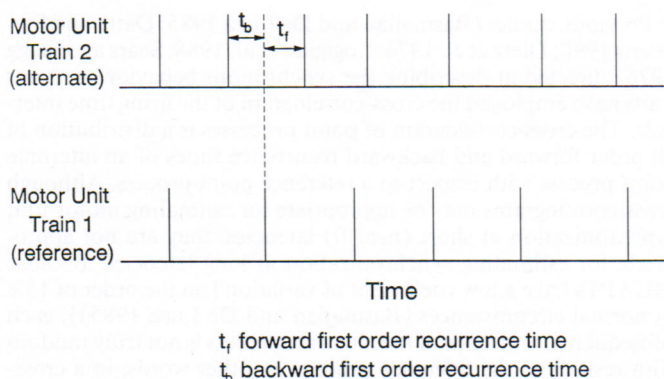 Motor Unit
Train 2
(alternate)
t_b
t_f
Motor Unit
Train 1
(reference)
Time
t_f forward first order recurrence time
t_b backward first order recurrence time